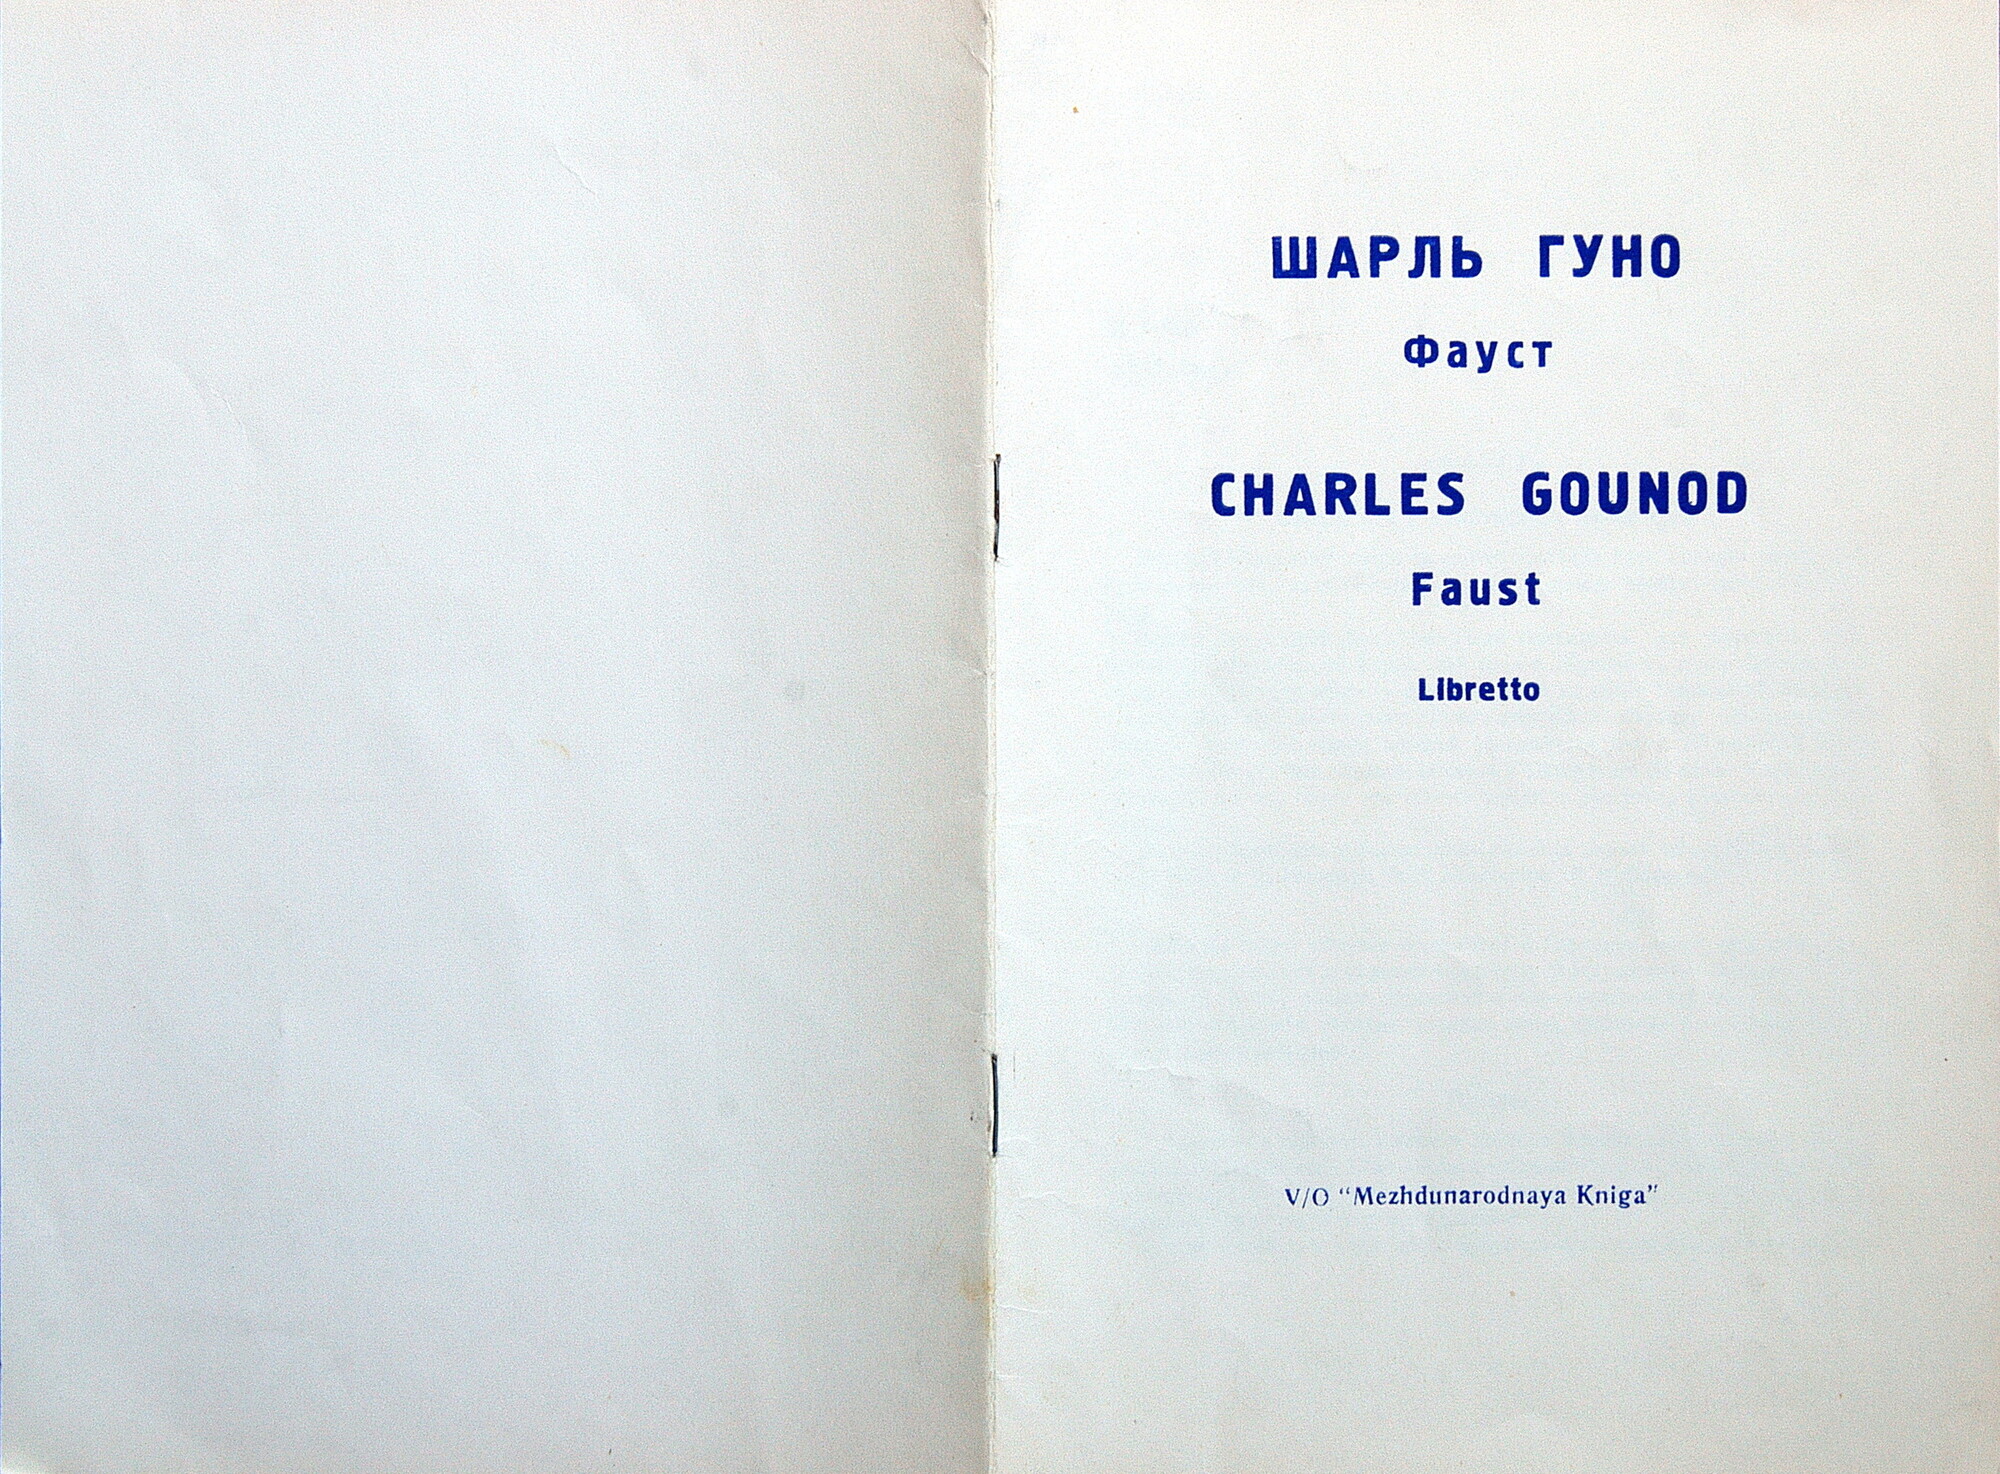 ШАРЛЬ ГУНО
Фауст
CHARLES GOUNOD
Faust
Libretto
V/O "Mezhdunarodnaya Kniga"